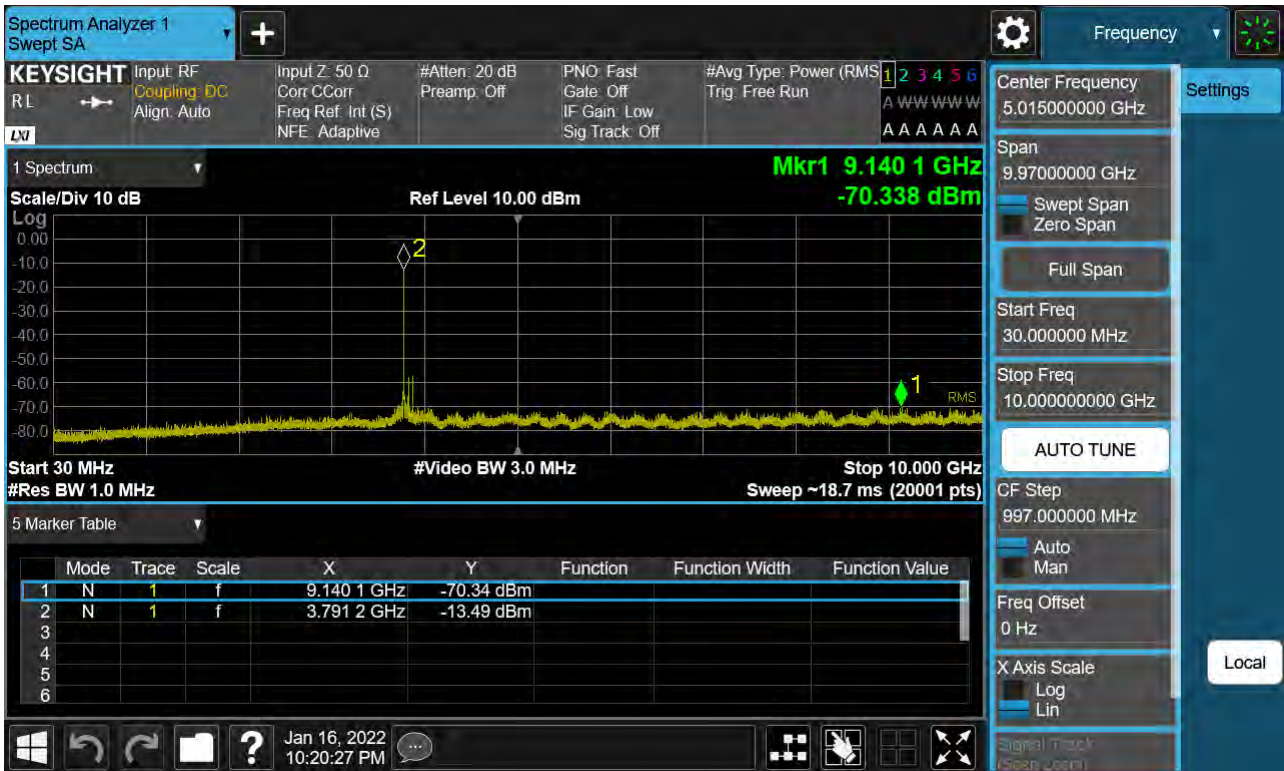 Spectrum Analyzer 1
Swept SA
+
Frequency
KEYSIGHT
RL
LXI
Input: RF
Coupling: DC
Align: Auto
Input Z: 50 Ω
Corr CCorr
Freq Ref: Int (S)
NFE: Adaptive
#Atten: 20 dB
Preamp: Off
PNO: Fast
Gate: Off
IF Gain: Low
Sig Track: Off
#Avg Type: Power (RMS
Trig: Free Run
1 2 3 4 5 6
A W W W W W
A A A A A A
1 Spectrum
Mkr1 9.140 1 GHz
Scale/Div 10 dB
Ref Level 10.00 dBm
-70.338 dBm
Log
0.00
-10.0
-20.0
-30.0
-40.0
-50.0
-60.0
-70.0
-80.0
2
1
RMS
Start 30 MHz
#Video BW 3.0 MHz
Stop 10.000 GHz
#Res BW 1.0 MHz
Sweep ~18.7 ms (20001 pts)
5 Marker Table
Mode Trace Scale X Y Function Function Width Function Value
1 N 1 f 9.140 1 GHz -70.34 dBm
2 N 1 f 3.791 2 GHz -13.49 dBm
3
4
5
6
?
Jan 16, 2022
10:20:27 PM
Center Frequency
5.015000000 GHz
Span
9.97000000 GHz
Swept Span
Zero Span
Full Span
Start Freq
30.000000 MHz
Stop Freq
10.000000000 GHz
AUTO TUNE
CF Step
997.000000 MHz
Auto
Man
Freq Offset
0 Hz
X Axis Scale
Log
Lin
Signal Track
(Span Zoom)
Settings
Local